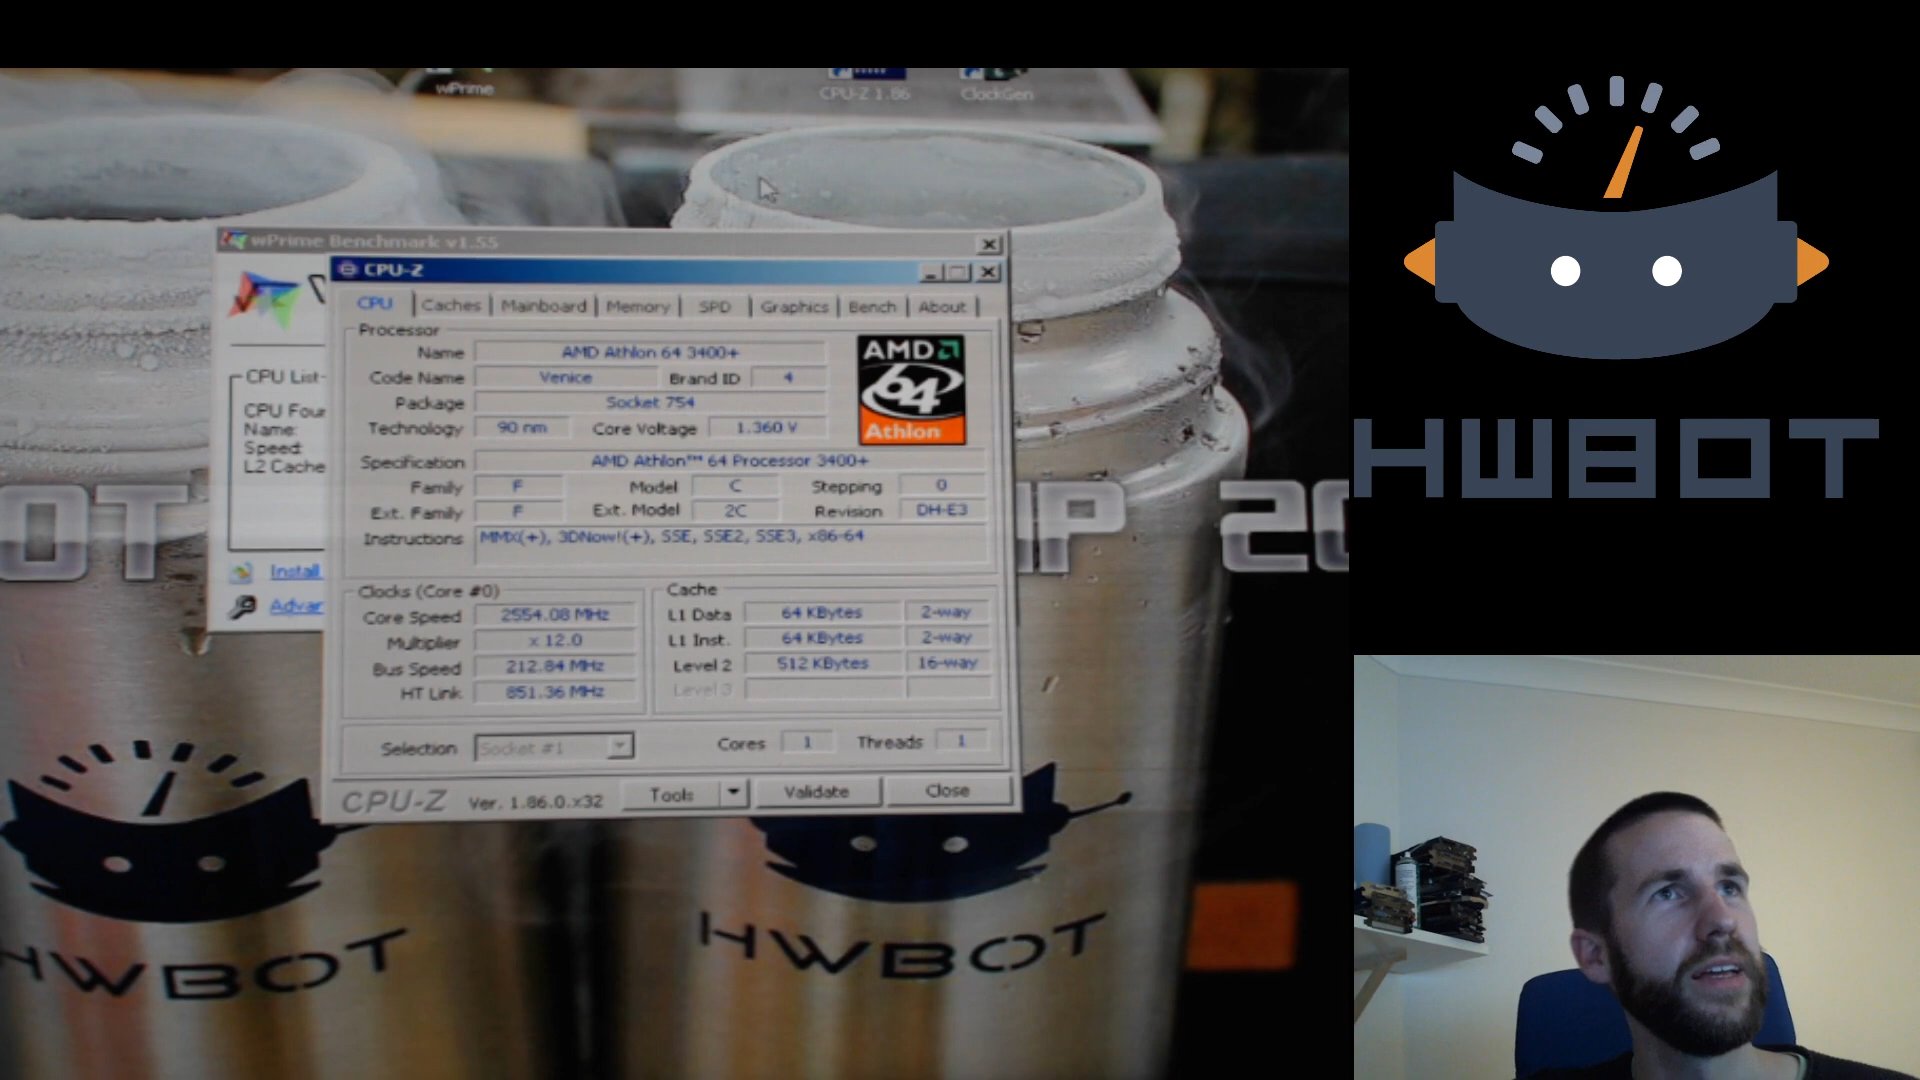 wPrime
CPU-Z 1.86
ClockGen
wPrime Benchmark v1.55
CPU-Z
CPU Caches Mainboard Memory SPD Graphics Bench About
Processor
Name AMD Athlon 64 3400+
Code Name Venice Brand ID 4
Package Socket 754
Technology 90 nm Core Voltage 1.360 V
AMD
64
Athlon
Specification AMD Athlon™ 64 Processor 3400+
Family F Model C Stepping 0
Ext. Family F Ext. Model 2C Revision DH-E3
Instructions MMX(+), 3DNow!(+), SSE, SSE2, SSE3, x86-64
Clocks (Core #0)
Core Speed 2554.08 MHz
Multiplier x 12.0
Bus Speed 212.84 MHz
HT Link 851.36 MHz
Cache
L1 Data 64 KBytes 2-way
L1 Inst. 64 KBytes 2-way
Level 2 512 KBytes 16-way
Level 3
Selection Socket #1 Cores 1 Threads 1
CPU-Z Ver. 1.86.0.x32 Tools Validate Close
CPU List
CPU Four
Name:
Speed:
L2 Cache
Install
Advar
OT
IP 20
HWBOT
HWBOT
HWBOT